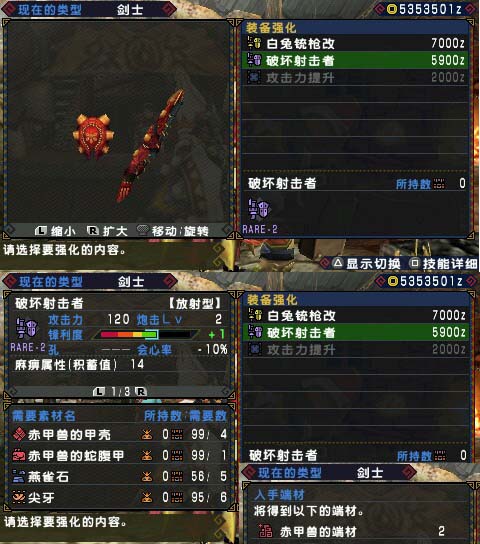 现在的类型 剑士
5353501z
装备强化
白兔铳枪改 7000z
破坏射击者 5900z
攻击力提升 2000z
破坏射击者 所持数 0
RARE-2
L 缩小 R 扩大 移动/旋转
请选择要强化的内容。
△显示切换 □技能详细
现在的类型 剑士
5353501z
破坏射击者 【放射型】
攻击力 120 炮击Lv 2
锋利度 +1
RARE-2 孔 --- 会心率 -10%
麻痹属性(积蓄值) 14
L 1/3 R
需要素材名 所持数/需要数
赤甲兽的甲壳 0 99/ 4
赤甲兽的蛇腹甲 0 99/ 1
燕雀石 0 56/ 5
尖牙 0 95/ 6
请选择要强化的内容。
装备强化
白兔铳枪改 7000z
破坏射击者 5900z
攻击力提升 2000z
破坏射击者 所持数 0
现在的类型 剑士
入手端材
将得到以下的端材。
赤甲兽的端材 2